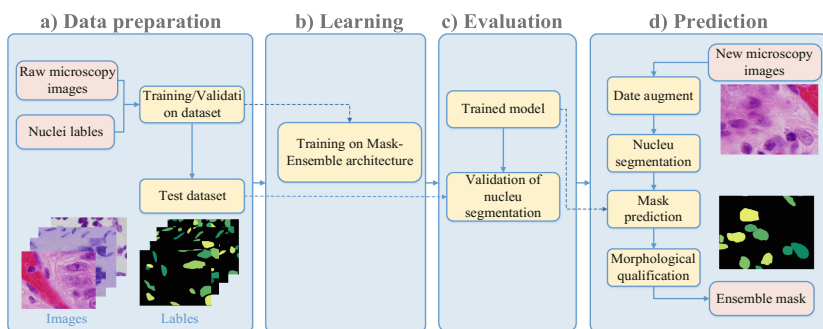 a) Data preparation
b) Learning
c) Evaluation
d) Prediction
Raw microscopy
images
Nuclei lables
Training/Validati
on dataset
Test dataset
Images
Lables
Training on Mask-
Ensemble architecture
Trained model
Validation of
nucleu
segmentation
New microscopy
images
Date augment
Nucleu
segmentation
Mask
prediction
Morphological
qualification
Ensemble mask